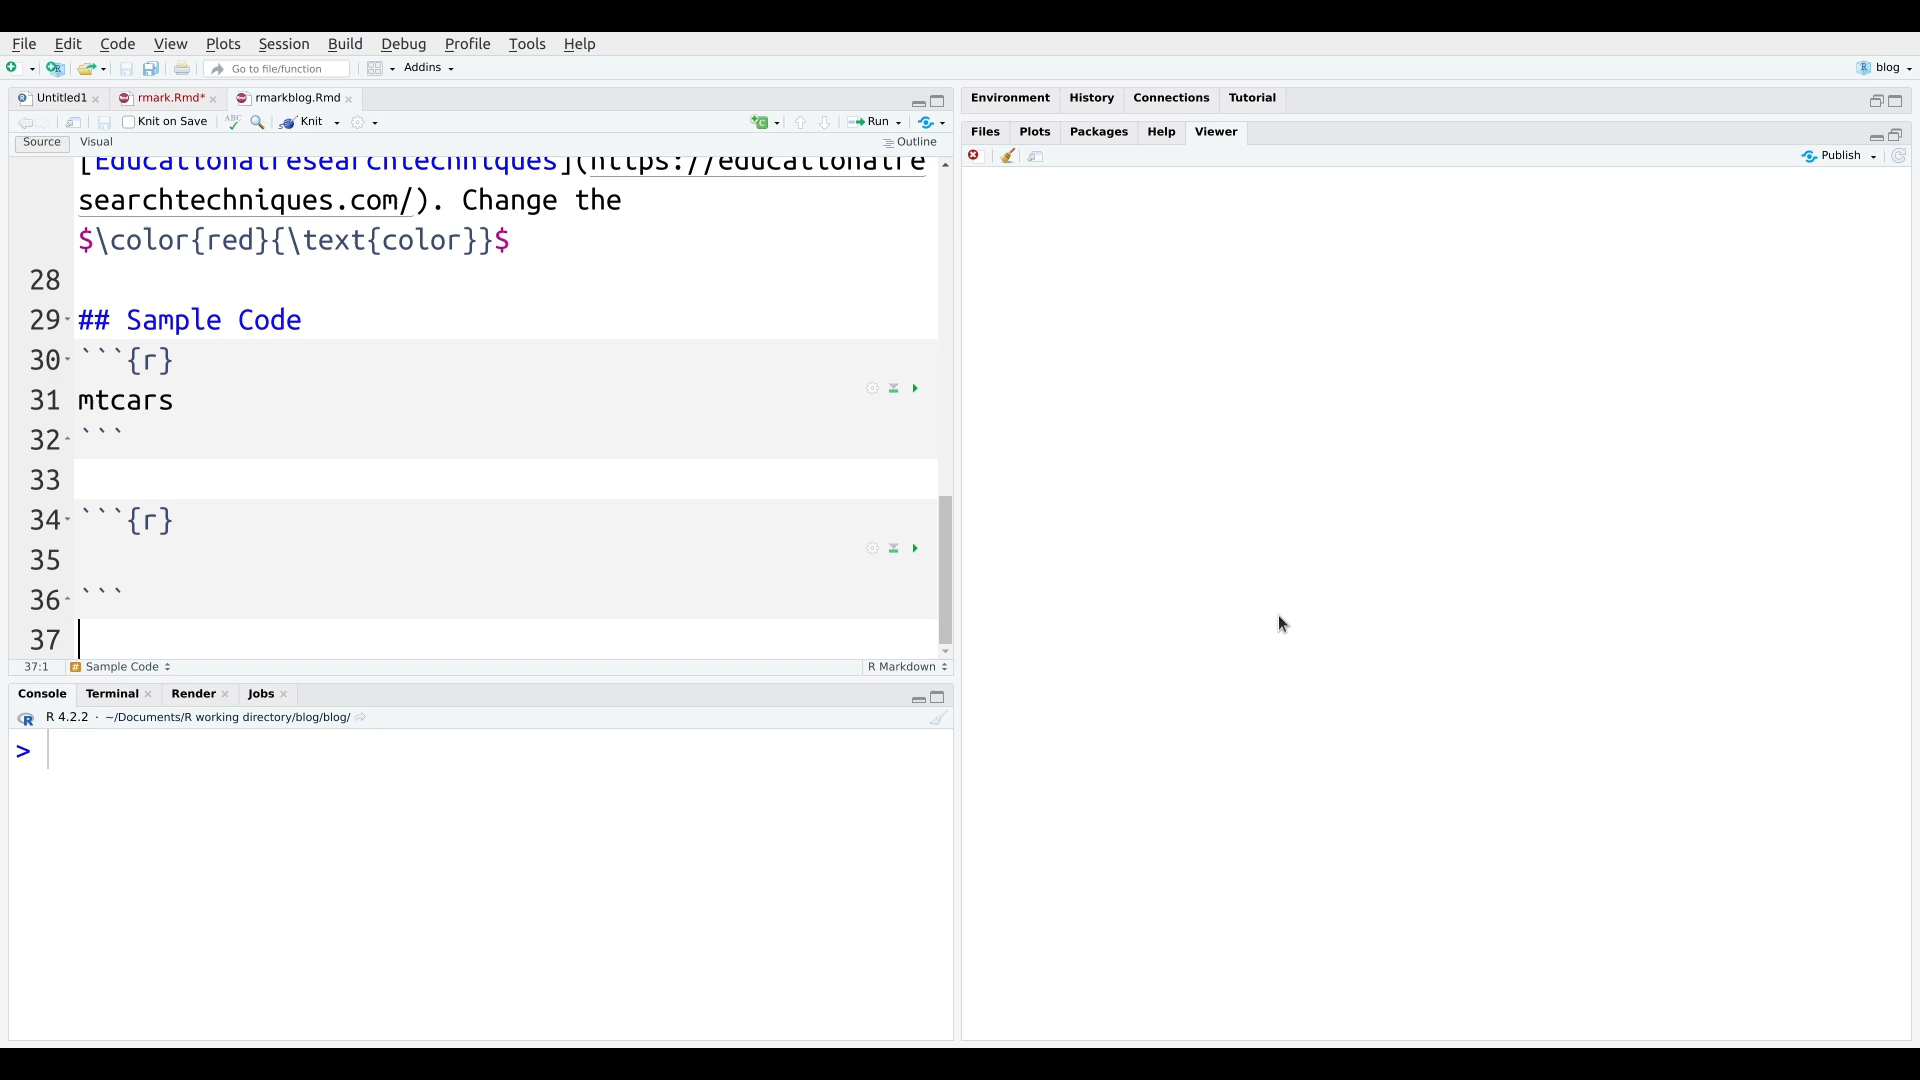 File Edit Code View Plots Session Build Debug Profile Tools Help
Go to file/function Addins blog
Untitled1 rmark.Rmd* rmarkblog.Rmd
Knit on Save ABC Knit Run
Source Visual Outline
[Educationalresearchtechniques](https://educationalre
searchtechniques.com/). Change the
$\color{red}{\text{color}}$
28
29 ## Sample Code
30 ```{r}
31 mtcars
32 ```
33
34 ```{r}
35
36 ```
37
37:1 # Sample Code R Markdown
Console Terminal Render Jobs
R 4.2.2 · ~/Documents/R working directory/blog/blog/
>
Environment History Connections Tutorial
Files Plots Packages Help Viewer
Publish